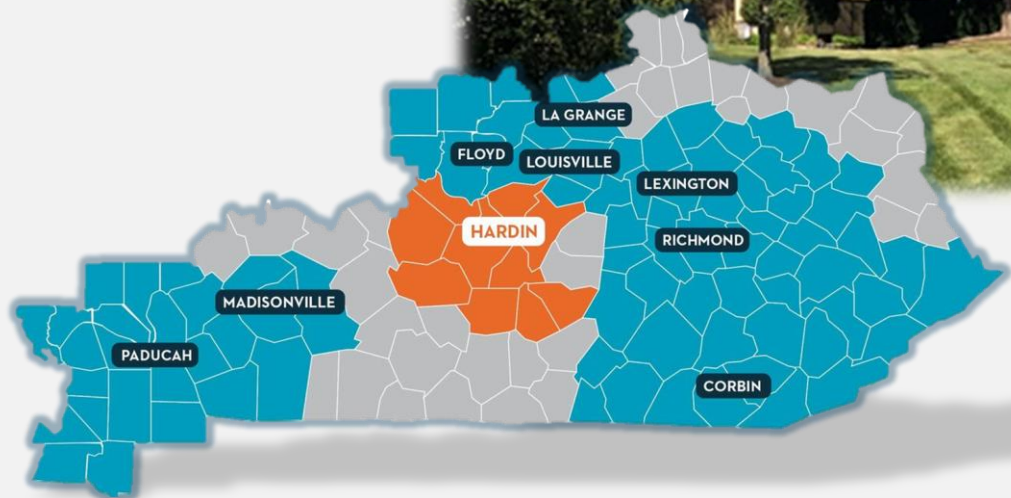 LA GRANGE
FLOYD
LOUISVILLE
LEXINGTON
HARDIN
RICHMOND
MADISONVILLE
PADUCAH
CORBIN